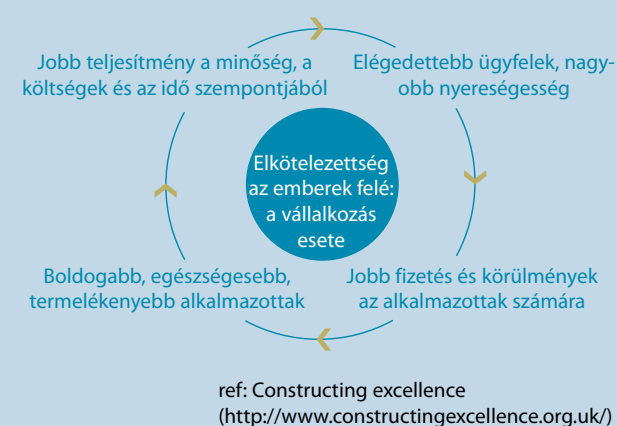 Jobb teljesítmény a minőség, a
költségek és az idő szempontjából
Elégedettebb ügyfelek, nagy-
obb nyereségesség
Elkötelezettség
az emberek felé:
a vállalkozás
esete
Boldogabb, egészségesebb,
termelékenyebb alkalmazottak
Jobb fizetés és körülmények
az alkalmazottak számára
ref: Constructing excellence
(http://www.constructingexcellence.org.uk/)